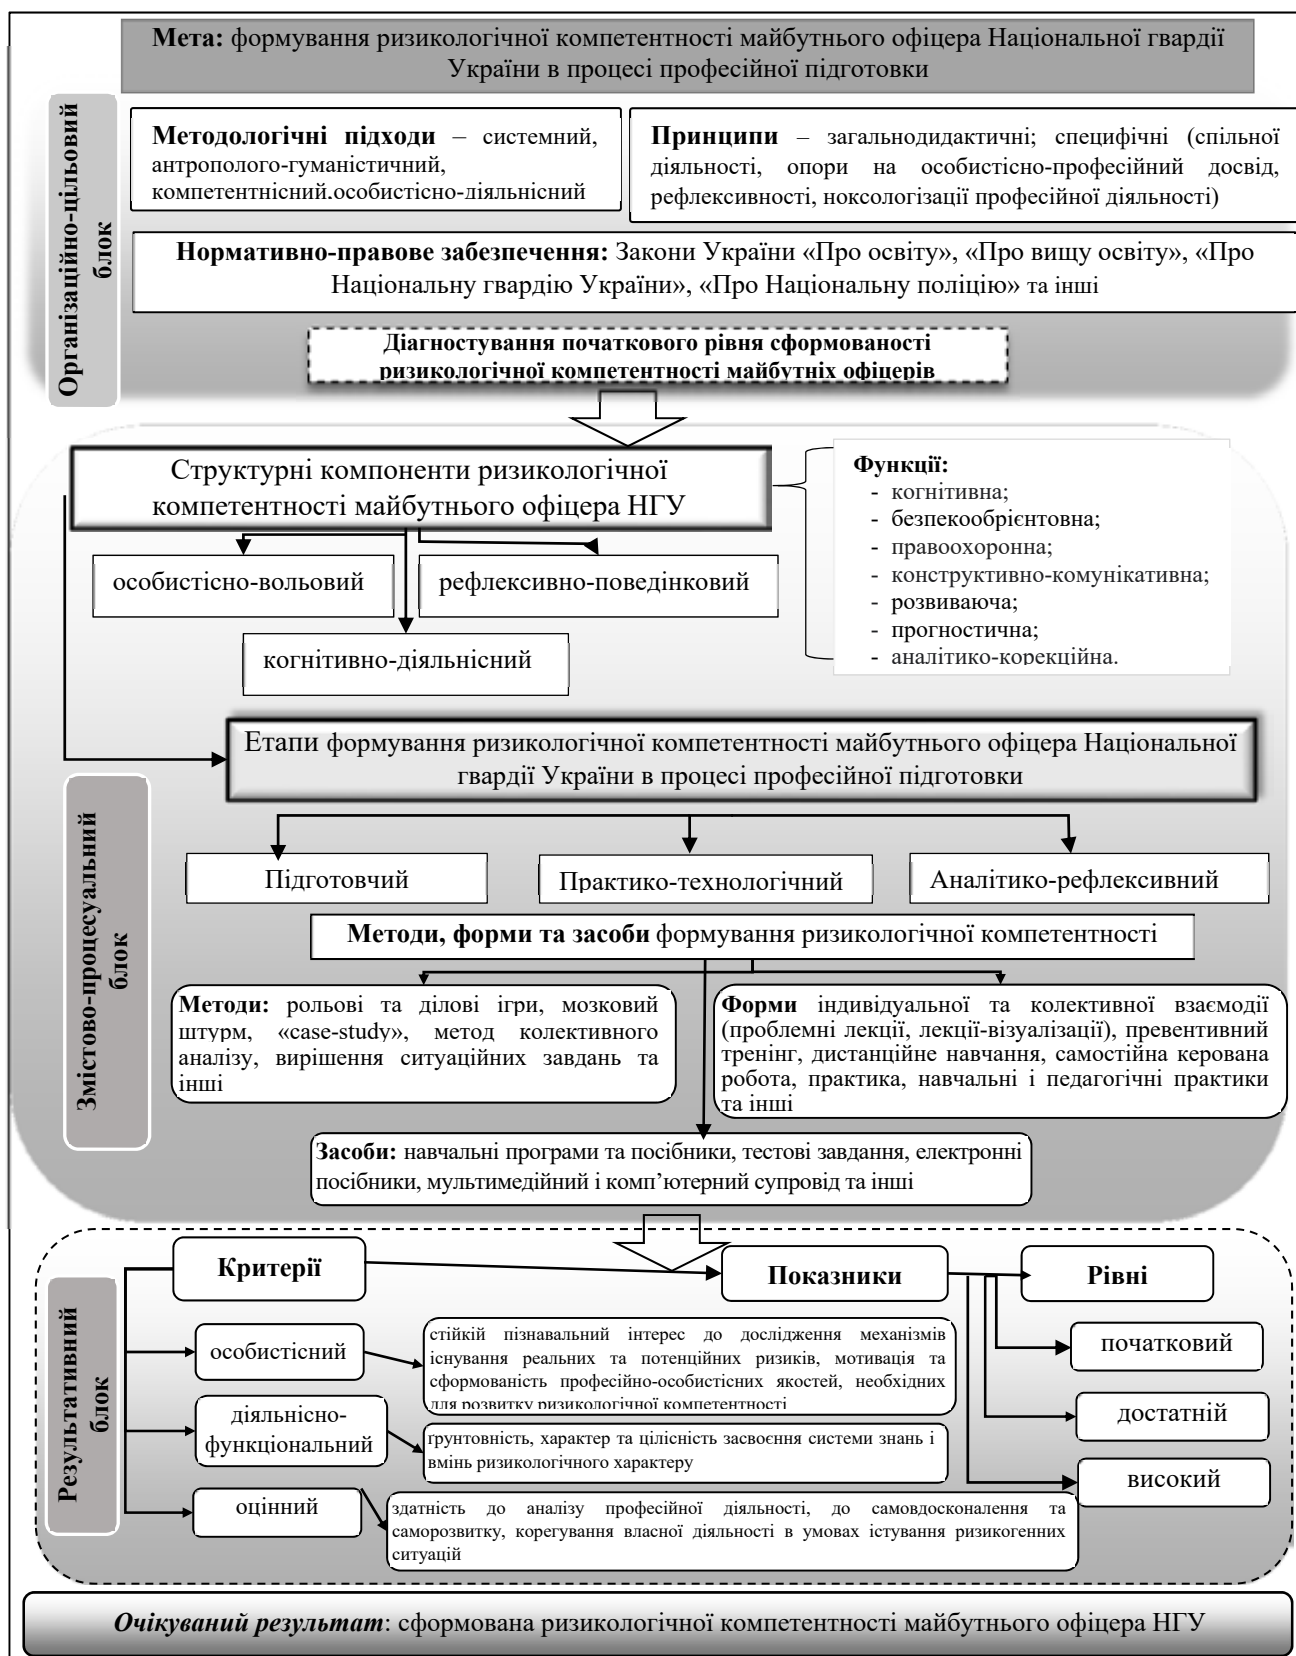 Мета: формування ризикологічної компетентності майбутнього офіцера Національної гвардії
України в процесі професійної підготовки
Організаційно-цільовий
блок
Методологічні підходи – системний,
антрополого-гуманістичний,
компетентнісний,особистісно-діяльнісний
Принципи – загальнодидактичні; специфічні (спільної
діяльності, опори на особистісно-професійний досвід,
рефлексивності, ноксологізації професійної діяльності)
Нормативно-правове забезпечення: Закони України «Про освіту», «Про вищу освіту», «Про
Національну гвардію України», «Про Національну поліцію» та інші
Діагностування початкового рівня сформованості
ризикологічної компетентності майбутніх офіцерів
Змістово-процесуальний
блок
Структурні компоненти ризикологічної
компетентності майбутнього офіцера НГУ
Функції:
- когнітивна;
- безпекообрієнтовна;
- правоохоронна;
- конструктивно-комунікативна;
- розвиваюча;
- прогностична;
- аналітико-корекційна.
особистісно-вольовий
рефлексивно-поведінковий
когнітивно-діяльнісний
Етапи формування ризикологічної компетентності майбутнього офіцера Національної
гвардії України в процесі професійної підготовки
Підготовчий
Практико-технологічний
Аналітико-рефлексивний
Методи, форми та засоби формування ризикологічної компетентності
Методи: рольові та ділові ігри, мозковий
штурм, «case-study», метод колективного
аналізу, вирішення ситуаційних завдань та
інші
Форми індивідуальної та колективної взаємодії
(проблемні лекції, лекції-візуалізації), превентивний
тренінг, дистанційне навчання, самостійна керована
робота, практика, навчальні і педагогічні практики
та інші
Засоби: навчальні програми та посібники, тестові завдання, електронні
посібники, мультимедійний і комп’ютерний супровід та інші
Результативний
блок
Критерії
Показники
Рівні
особистісний
стійкій пізнавальний інтерес до дослідження механізмів
існування реальних та потенційних ризиків, мотивація та
сформованість професійно-особистісних якостей, необхідних
для розвитку ризикологічної компетентності
початковий
діяльнісно-
функціональний
ґрунтовність, характер та цілісність засвоєння системи знань і
вмінь ризикологічного характеру
достатній
високий
оцінний
здатність до аналізу професійної діяльності, до самовдосконалення та
саморозвитку, корегування власної діяльності в умовах істування ризикогенних
ситуацій
Очікуваний результат: сформована ризикологічної компетентності майбутнього офіцера НГУ